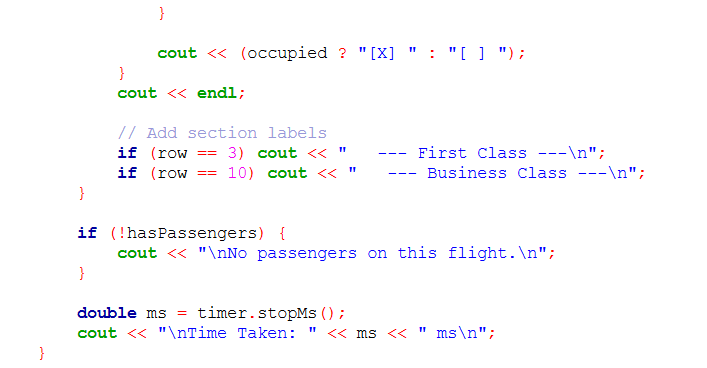 }
cout << (occupied ? "[X] " : "[ ] ");
}
cout << endl;
// Add section labels
if (row == 3) cout << "   --- First Class ---\n";
if (row == 10) cout << "   --- Business Class ---\n";
}
if (!hasPassengers) {
cout << "\nNo passengers on this flight.\n";
}
double ms = timer.stopMs();
cout << "\nTime Taken: " << ms << " ms\n";
}